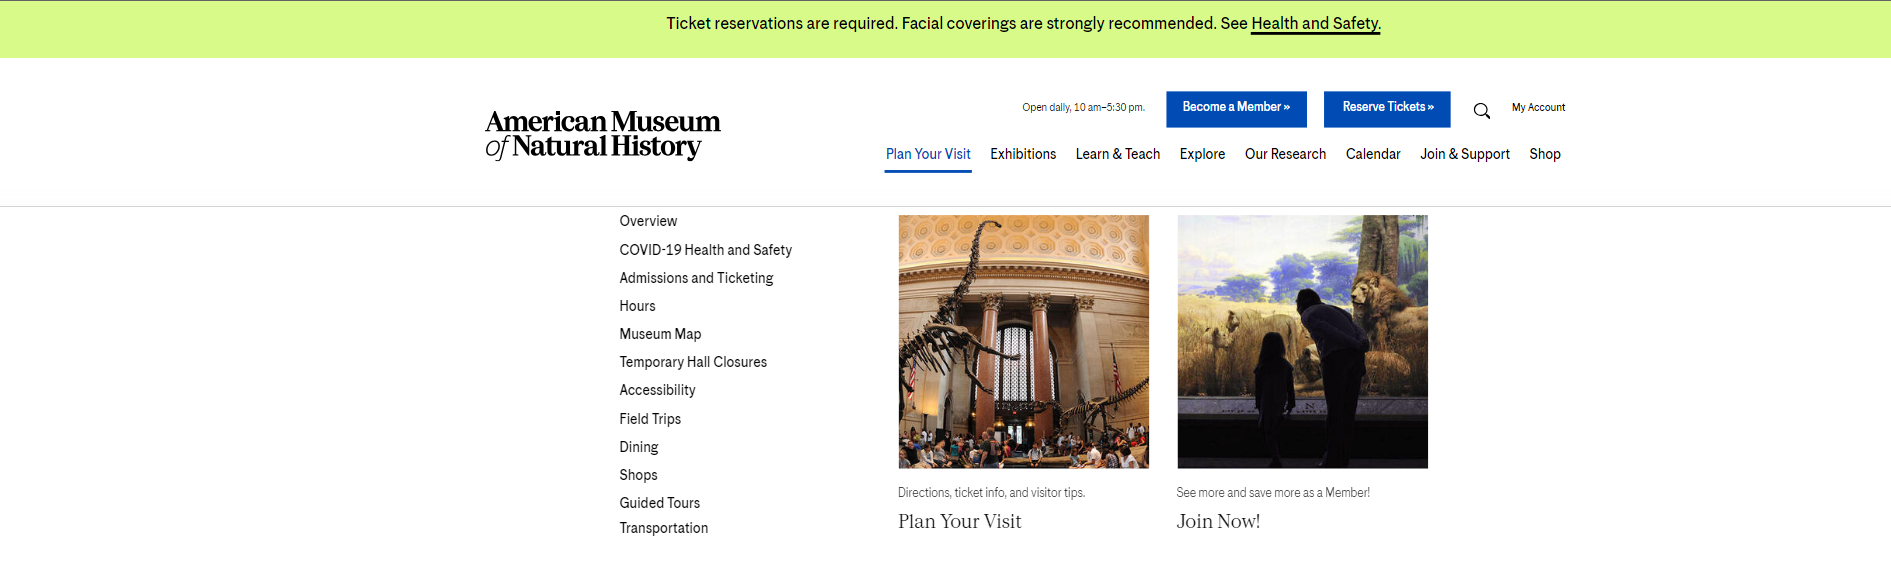 Ticket reservations are required. Facial coverings are strongly recommended. See Health and Safety.
American Museum
of Natural History
Open daily, 10 am–5:30 pm.
Become a Member »
Reserve Tickets »
My Account
Plan Your Visit
Exhibitions
Learn & Teach
Explore
Our Research
Calendar
Join & Support
Shop
Overview
COVID-19 Health and Safety
Admissions and Ticketing
Hours
Museum Map
Temporary Hall Closures
Accessibility
Field Trips
Dining
Shops
Guided Tours
Transportation
Directions, ticket info, and visitor tips.
Plan Your Visit
See more and save more as a Member!
Join Now!